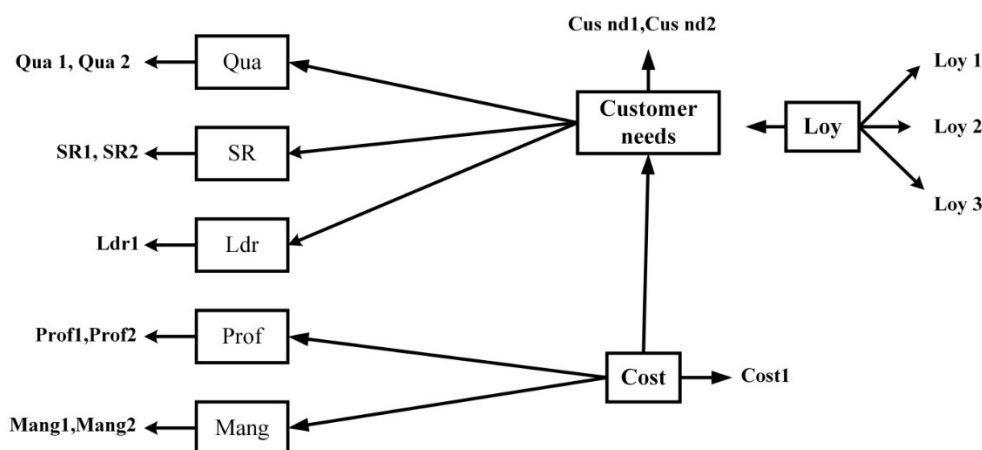 Cus nd1,Cus nd2
Qua 1, Qua 2
Qua
Customer
needs
Loy
Loy 1
Loy 2
Loy 3
SR1, SR2
SR
Ldr1
Ldr
Prof1,Prof2
Prof
Cost
Cost1
Mang1,Mang2
Mang